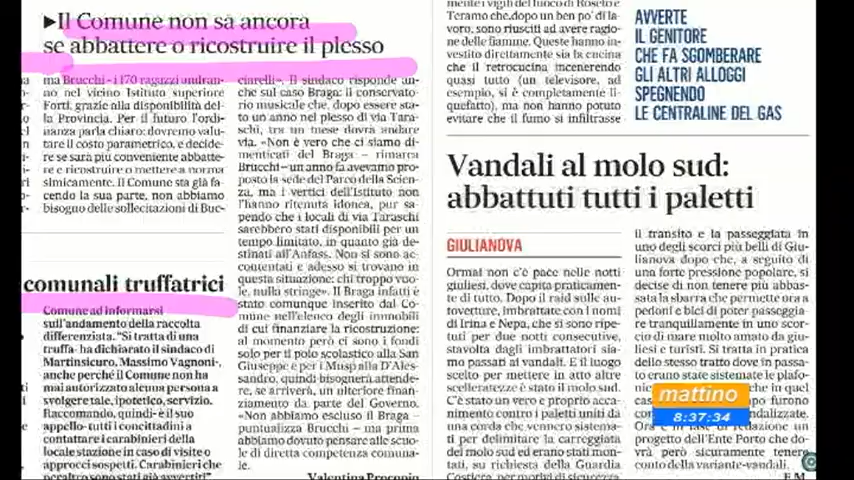 ▸Il Comune non sa ancora
se abbattere o ricostruire il plesso
ma Brucchi - i 170 ragazzi andran-
no nel vicino Istituto superiore
Forti, grazie alla disponibilità del-
la Provincia. Per il futuro l'ordi-
nanza parla chiaro: dovremo valu-
tare il costo parametrico, e decide-
re se sarà più conveniente abbatte-
re e ricostruire o mettere a norma
simicamente. Il Comune sta già fa-
cendo la sua parte, non abbiamo
bisogno delle sollecitazioni di Buc-
ciarelli». Il sindaco risponde an-
che sul caso Braga: il conservato-
rio musicale che, dopo essere sta-
to un anno nel plesso di via Tara-
schi, tra un mese dovrà andare
via. «Non è vero che ci siamo di-
menticati del Braga - rimarca
Brucchi - un anno fa avevamo pro-
posto la sede del Parco della Scien-
za, ma i vertici dell'Istituto non
l'hanno ritenuta idonea, pur sa-
pendo che i locali di via Taraschi
sarebbero stati disponibili per un
tempo limitato, in quanto già de-
stinati all'Anfass. Non si sono ac-
contentati e adesso si trovano in
questa situazione: chi troppo vuo-
le, nulla stringe». Il Braga infatti è
stato comunque inserito dal Co-
mune nell'elenco degli immobili
di cui finanziare la ricostruzione:
al momento però ci sono i fondi
solo per il polo scolastico alla San
Giuseppe e per i Musp alla D'Ales-
sandro, quindi bisognerà attende-
re, se arriverà, un ulteriore finan-
ziamento da parte del Governo.
«Non abbiamo escluso il Braga -
puntualizza Brucchi - ma prima
abbiamo dovuto pensare alle scuo-
le di diretta competenza comuna-
le.
Valentina Procopio
comunali truffatrici
Comune ad informarsi
sull'andamento della raccolta
differenziata. "Si tratta di una
truffa- ha dichiarato il sindaco di
Martinsicuro, Massimo Vagnoni,-
anche perché il Comune non ha
mai autorizzato alcuna persona a
svolgere tale, ipotetico, servizio.
Raccomando, quindi- è il suo
appello- tutti i concittadini a
contattare i carabinieri della
locale stazione in caso di visite o
approcci sospetti. Carabinieri che
peraltro sono stati già avvertiti"
mente i vigili del fuoco di Roseto e
Teramo che,dopo un bel po' di la-
voro, sono riusciti ad avere ragio-
ne delle fiamme. Queste hanno in-
vestito direttamente sia la cucina
che il retrocucina incenerendo
quasi tutto (un televisore, ad
esempio, si è completamente li-
quefatto), ma non hanno potuto
evitare che il fumo si infiltrasse
AVVERTE
IL GENITORE
CHE FA SGOMBERARE
GLI ALTRI ALLOGGI
SPEGNENDO
LE CENTRALINE DEL GAS
Vandali al molo sud:
abbattuti tutti i paletti
GIULIANOVA
Ormai non c'è pace nelle notti
giuliesi, dove capita praticamen-
te di tutto. Dopo il raid sulle au-
tovetture, imbrattate con i nomi
di Irina e Nepa, che si sono ripe-
tuti per due notti consecutive,
stavolta dagli imbrattatori sia-
mo passati ai vandali. E il luogo
scelto per mettere in atto altre
scelleratezze è stato il molo sud.
C'è stato un vero e proprio acca-
nimento contro i paletti uniti da
una corda che vennero sistema-
ti per delimitare la carreggiata
del molo sud ed erano stati mon-
tati, su richiesta della Guardia
Costiera, per motivi di sicurezza
il transito e la passeggiata in
uno degli scorci più belli di Giu-
lianova dopo che, a seguito di
una forte pressione popolare, si
decise di non tenere più abbas-
sata la sbarra che permette ora a
pedoni e bici di poter passeggia-
re tranquillamente in uno scor-
cio di mare molto amato da giu-
liesi e turisti. Si tratta in pratica
dello stesso tratto dove in passa-
to erano state sistemate le plafo-
che in quel
furono
ndalizzate.
redazione un
progetto dell'Ente Porto che do-
vrà però sicuramente tenere
conto della variante-vandali.
F.M.
mattino
8:37:34